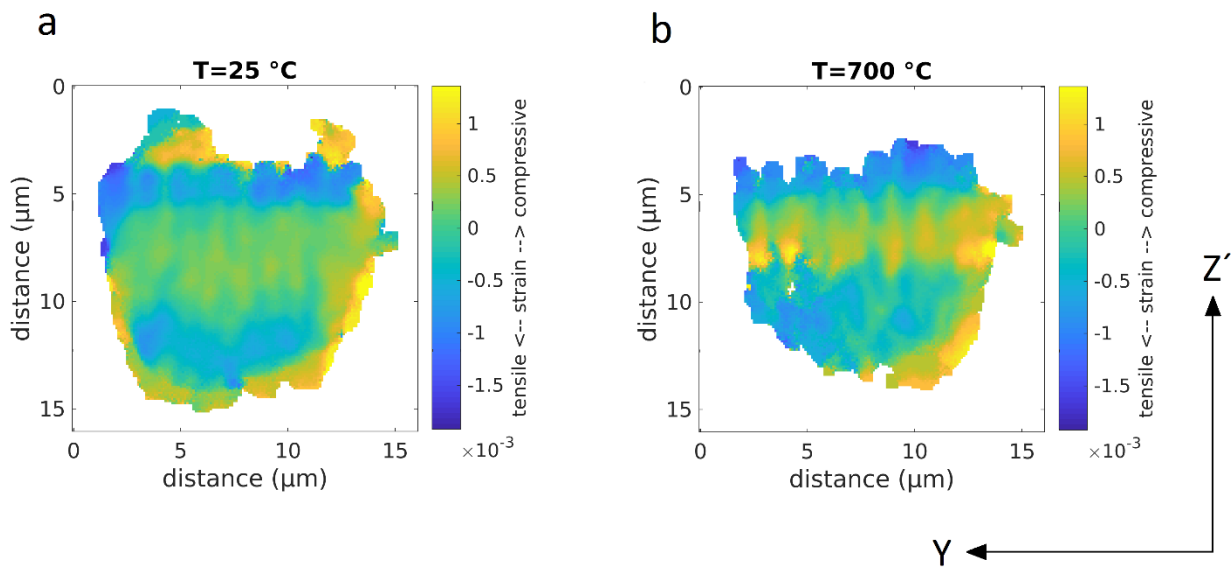 a
T=25 °C
0
5
10
15
distance (µm)
0
5
10
15
distance (µm)
1
0.5
0
-0.5
-1
-1.5
×10⁻³
tensile <-- strain --> compressive
b
T=700 °C
0
5
10
15
distance (µm)
0
5
10
15
distance (µm)
1
0.5
0
-0.5
-1
-1.5
×10⁻³
tensile <-- strain --> compressive
Z´
Y